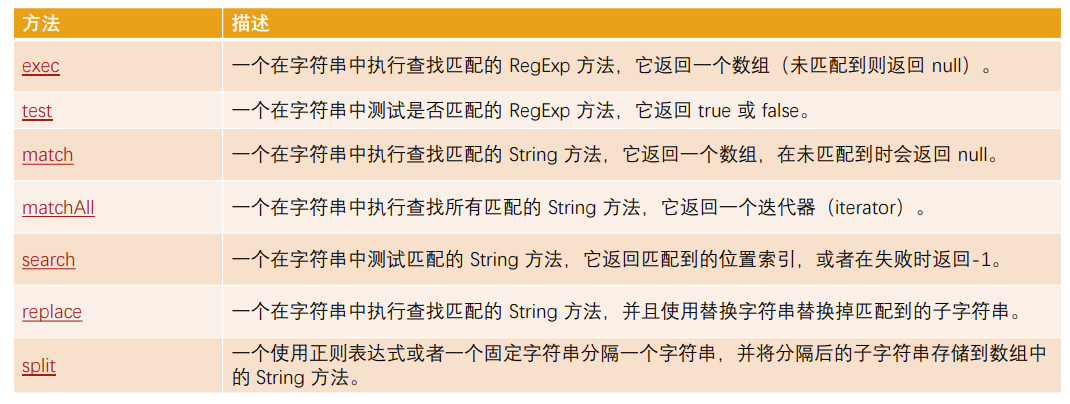 方法 描述
exec 一个在字符串中执行查找匹配的 RegExp 方法，它返回一个数组（未匹配到则返回 null）。
test 一个在字符串中测试是否匹配的 RegExp 方法，它返回 true 或 false。
match 一个在字符串中执行查找匹配的 String 方法，它返回一个数组，在未匹配到时会返回 null。
matchAll 一个在字符串中执行查找所有匹配的 String 方法，它返回一个迭代器（iterator）。
search 一个在字符串中测试匹配的 String 方法，它返回匹配到的位置索引，或者在失败时返回-1。
replace 一个在字符串中执行查找匹配的 String 方法，并且使用替换字符串替换掉匹配到的子字符串。
split 一个使用正则表达式或者一个固定字符串分隔一个字符串，并将分隔后的子字符串存储到数组中
的 String 方法。